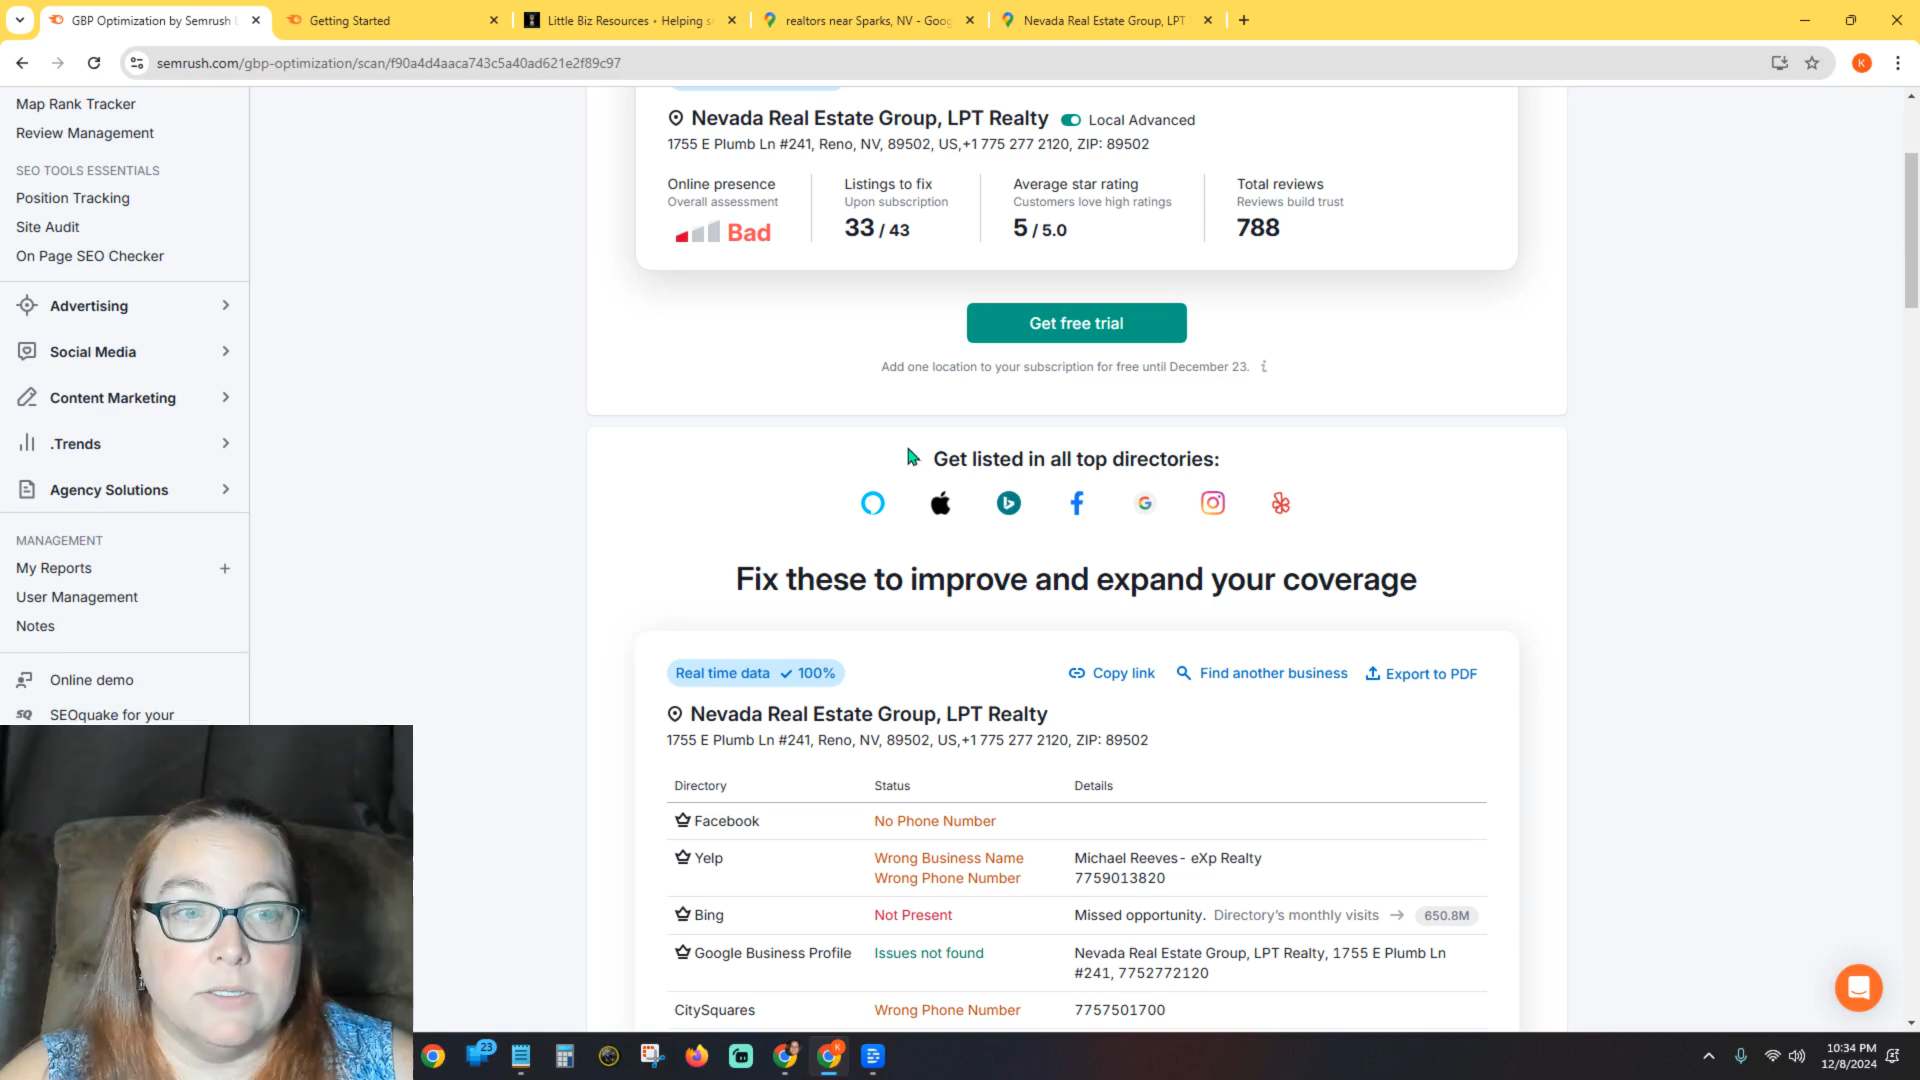 GBP Optimization by Semrush
Getting Started
Little Biz Resources • Helping s
realtors near Sparks, NV - Goog
Nevada Real Estate Group, LPT
semrush.com/gbp-optimization/scan/f90a4d4aaca743c5a40ad621e2f89c97
K
Map Rank Tracker
Review Management
SEO TOOLS ESSENTIALS
Position Tracking
Site Audit
On Page SEO Checker
Advertising
Social Media
Content Marketing
.Trends
Agency Solutions
MANAGEMENT
My Reports
User Management
Notes
Online demo
SEOquake for your
Nevada Real Estate Group, LPT Realty Local Advanced
1755 E Plumb Ln #241, Reno, NV, 89502, US,+1 775 277 2120, ZIP: 89502
Online presence
Overall assessment
Bad
Listings to fix
Upon subscription
33 / 43
Average star rating
Customers love high ratings
5 / 5.0
Total reviews
Reviews build trust
788
Get free trial
Add one location to your subscription for free until December 23. i
Get listed in all top directories:
Fix these to improve and expand your coverage
Real time data 100%
Copy link
Find another business
Export to PDF
Nevada Real Estate Group, LPT Realty
1755 E Plumb Ln #241, Reno, NV, 89502, US,+1 775 277 2120, ZIP: 89502
Directory Status Details
Facebook No Phone Number
Yelp Wrong Business Name Michael Reeves- eXp Realty
Wrong Phone Number 7759013820
Bing Not Present Missed opportunity. Directory's monthly visits → 650.8M
Google Business Profile Issues not found Nevada Real Estate Group, LPT Realty, 1755 E Plumb Ln
#241, 7752772120
CitySquares Wrong Phone Number 7757501700
23
K
10:34 PM
12/8/2024